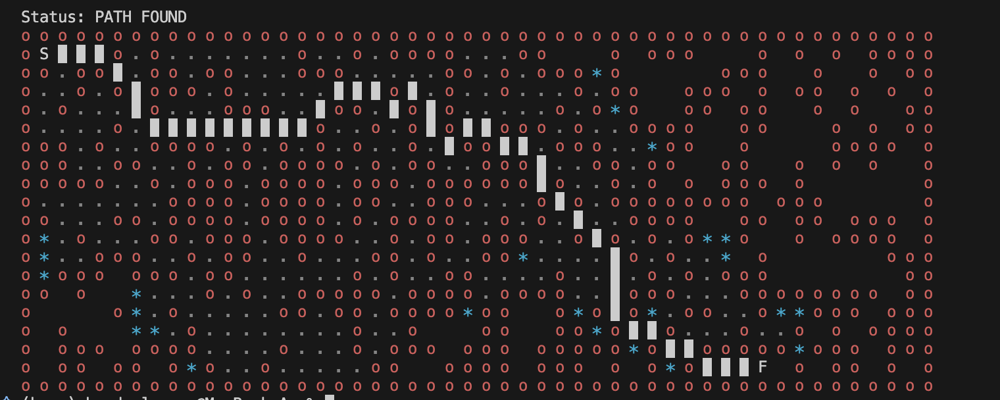 Status: PATH FOUND
o o o o o o o o o o o o o o o o o o o o o o o o o o o o o o o o o o o o o o o o o o o o o o o o o o
o S █ █ █ o . o . . . . . . . o . . o . o o o o . . . o o       o   o o o       o   o   o   o   o o
o o . o o █ . o o . o o . . . o o o . . . . . o o . o . o o o * o           o o o     o     o   o o
o . . o . o █ o o o . o . . . . . █ █ █ o █ . o . . o . . . o . o o     o o o   o   o o   o   o   o
o . o . . . █ o . . . o o o . . █ o o . █ o █ o . . . . . o . o * o     o o   o o     o   o     o o
o . . . . o . █ █ █ █ █ █ █ █ █ o . . o . o █ o █ █ o o o . o . . o o o o     o o       o   o   o o
o o o . o . . o o o o . o . o . o . . . o . . █ o o █ █ . o o o . . * o o     o         o o o o   o
o o o . . o o . . o . o . o o . o o . o . o o . . o o o █ . . o o . o o     o o     o   o   o     o
o o o o o . . o . o o o . o o o o . o o o . o o o o o o █ o . . o . o   o   o o o   o             o
o . . . . . . . o o o o . o o o o . o o o . o o o . . . o █ o . o o o o o o o o   o o o           o
o o . . . o o . o o . o . o o o . . o o o . o o . . o . o . █ . . o o o o     o o   o o   o o o   o
o * . o . . . o o . o o o . o o o o . . o . o . o o o o . . o █ o . o . o * * o     o   o o o o   o
o * . . o o o . . o . o o . . o . . . o o . o . . o o * . . . . █ o . o . . *   o             o o o
o * o o o   o o o . o o . . . . . . o . o . . o o . . . . o . . █ . o . o . o o o               o o
o o   o     * . . . o . o . . o o o o o . o o o o . o o o o . . █ o o o . . . o o o o o o o o   o o
o         o * . o . . . . . o o . o o . o o o o * o o     o * o █ o * . o o . . o * * o o o   o o o
o   o       * * . o . . . . . . . . o . . o       o o     o o * o █ █ o . . . o . . o   o   o o o o
o   o o o   o o o o . . . . o . . . o   o o o   o o o   o o o o o * o █ █ o o o o o * o o o   o o o
o   o o   o o   o * o . . o . . . . . o o     o o o o   o o o   o   o * o █ █ █ F   o   o o   o   o
o o o o o o o o o o o o o o o o o o o o o o o o o o o o o o o o o o o o o o o o o o o o o o o o o o